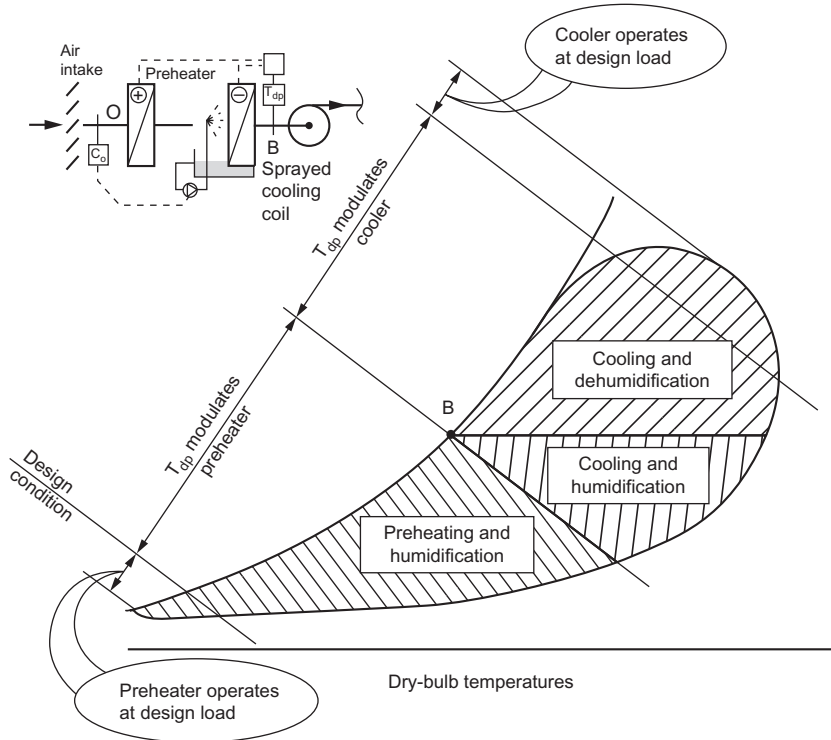 Air
intake
Preheater
+
−
T_dp
O
B
C_o
Sprayed
cooling
coil
Cooler operates
at design load
T_dp modulates
cooler
T_dp modulates
preheater
Design
condition
B
Cooling and
dehumidification
Cooling and
humidification
Preheating and
humidification
Preheater operates
at design load
Dry-bulb temperatures